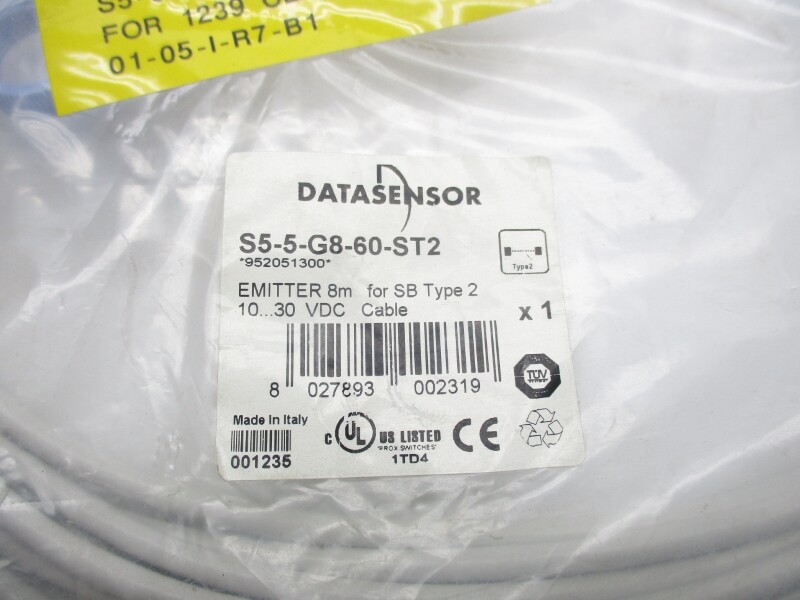 FOR 1239
01-05-I-R7-B1
DATASENSOR
S5-5-G8-60-ST2
*952051300*
Type2
EMITTER 8m for SB Type 2
10...30 VDC Cable
x 1
8 027893 002319
TÜV
Made In Italy
001235
c UL US LISTED CE
"PROX.SWITCHES"
1TD4